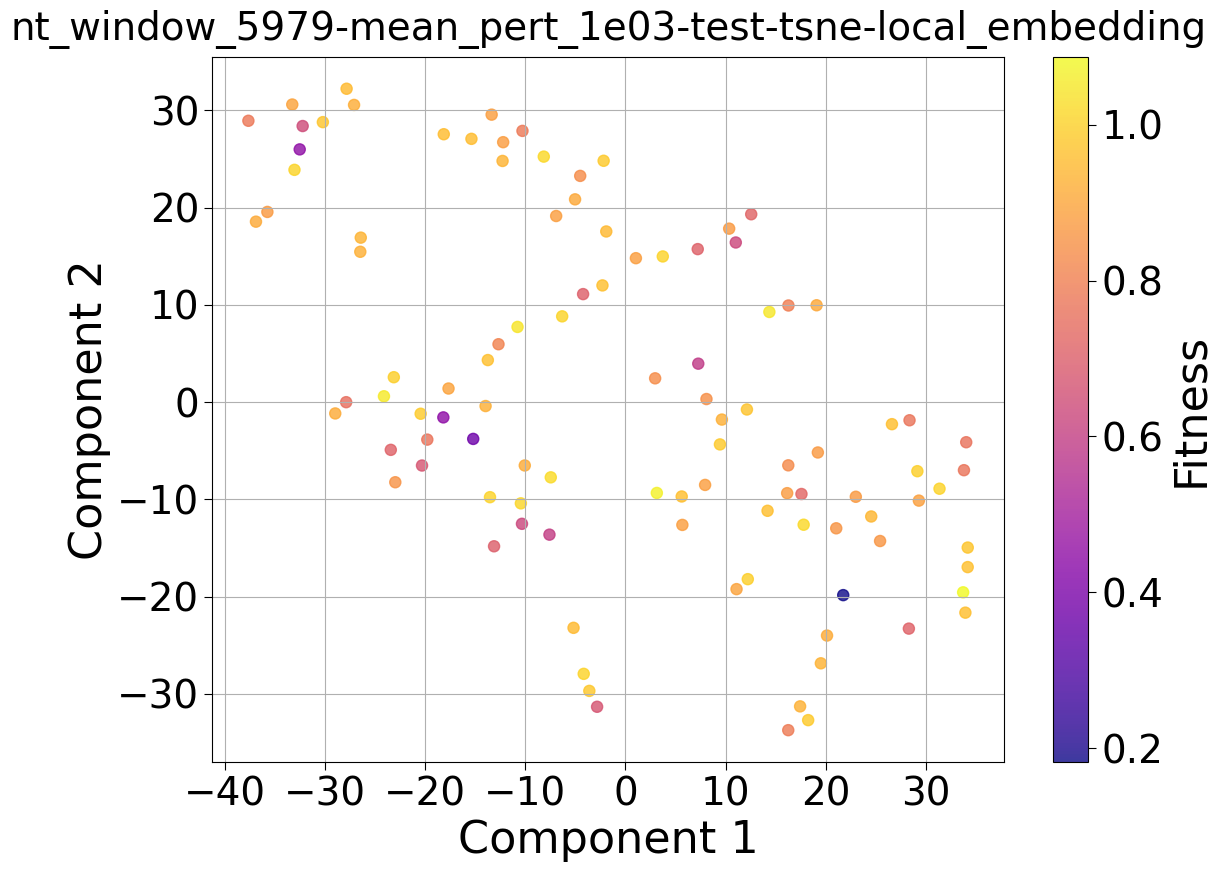 nt_window_5979-mean_pert_1e03-test-tsne-local_embedding
30
20
10
0
−10
−20
−30
Component 2
−40 −30 −20 −10 0 10 20 30
Component 1
1.0
0.8
0.6
0.4
0.2
Fitness